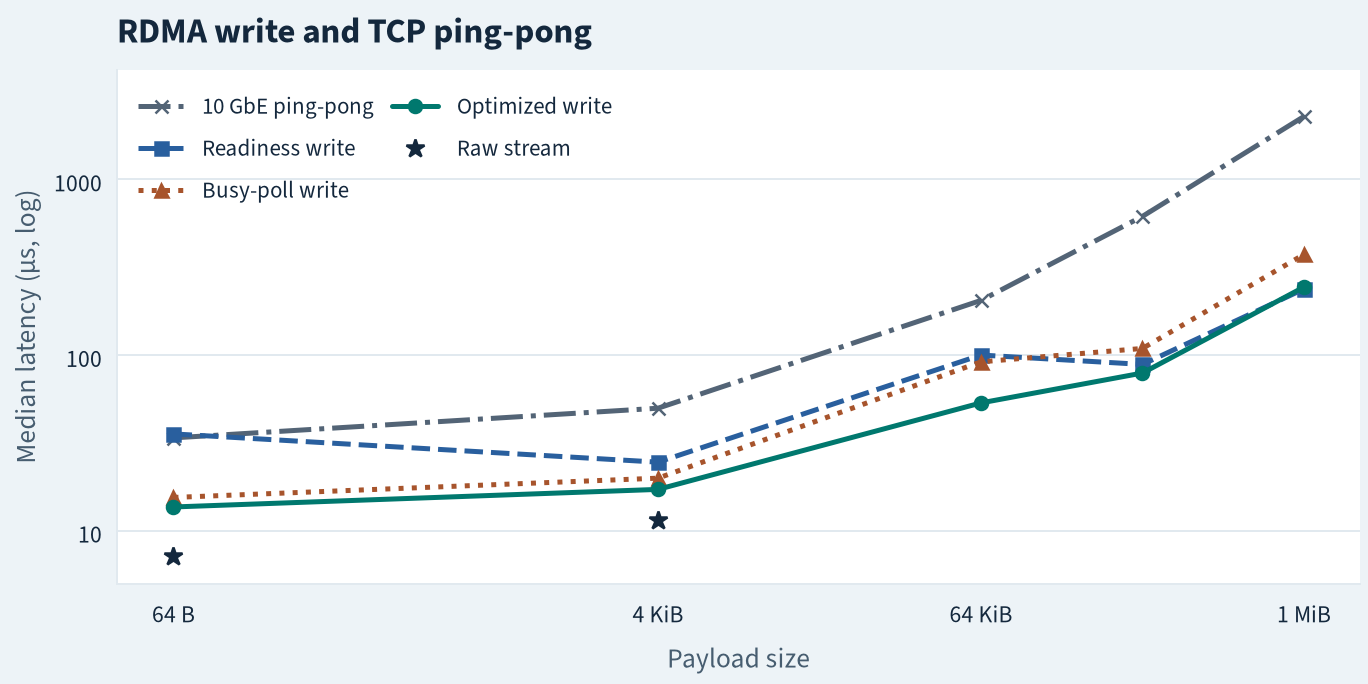 RDMA write and TCP ping-pong
10 GbE ping-pong
Optimized write
Readiness write
Raw stream
Busy-poll write
Median latency (µs, log)
1000
100
10
64 B
4 KiB
64 KiB
1 MiB
Payload size